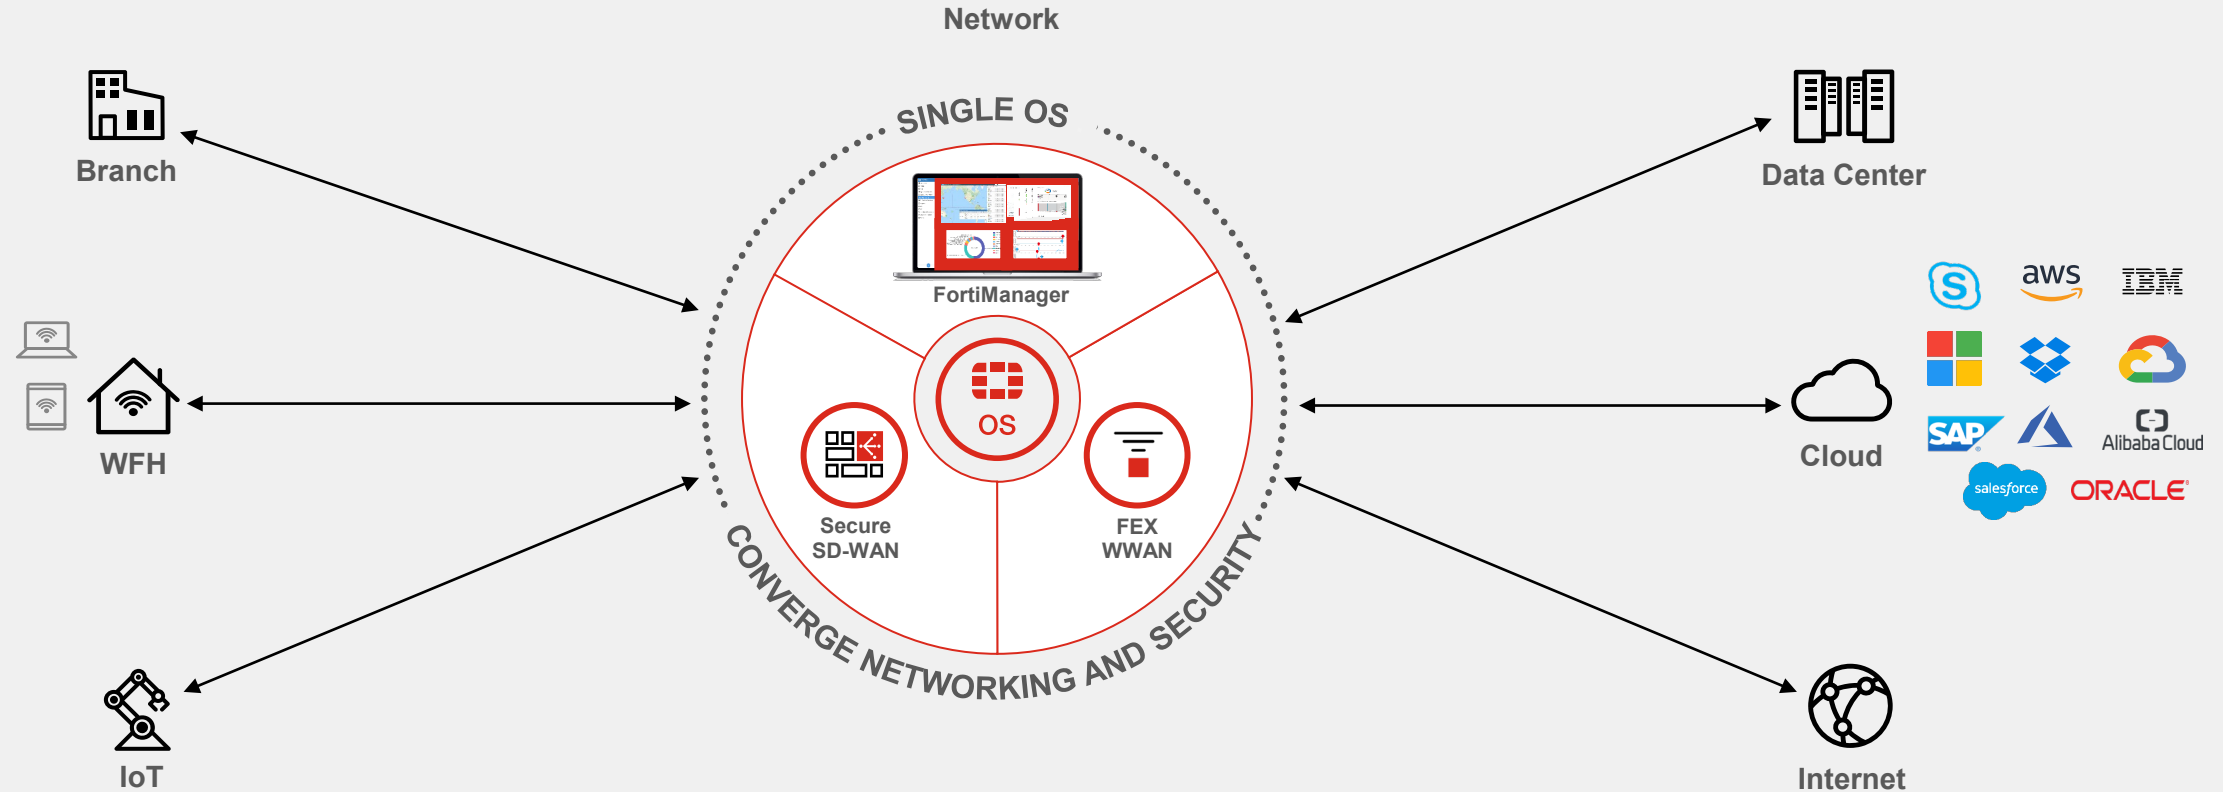 Network
SINGLE OS
Branch
Data Center
FortiManager
aws
IBM
OS
WFH
Cloud
SAP
Alibaba Cloud
salesforce
ORACLE
Secure
SD-WAN
FEX
WWAN
CONVERGE NETWORKING AND SECURITY
IoT
Internet